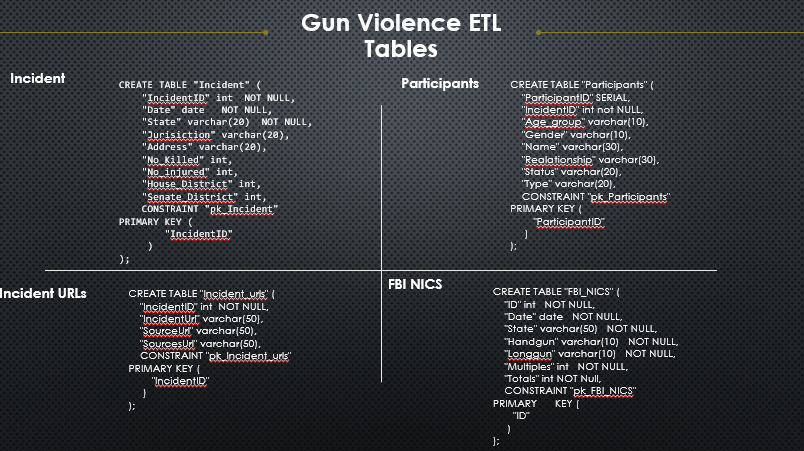 Gun Violence ETL
Tables
Incident
CREATE TABLE "Incident" (
"IncidentID" int NOT NULL,
"Date" date NOT NULL,
"State" varchar(20) NOT NULL,
"Jurisiction" varchar(20),
"Address" varchar(20),
"No_Killed" int,
"No_injured" int,
"House_District" int,
"Senate_District" int,
CONSTRAINT "pk_Incident"
PRIMARY KEY (
"IncidentID"
)
);
Participants
CREATE TABLE "Participants" (
"ParticipantID" SERIAL,
"IncidentID" int not NULL,
"Age_group" varchar(10),
"Gender" varchar(10),
"Name" varchar(30),
"Realationship" varchar(30),
"Status" varchar(20),
"Type" varchar(20),
CONSTRAINT "pk_Participants"
PRIMARY KEY (
"ParticipantID"
)
);
Incident URLs
CREATE TABLE "Incident_urls" (
"IncidentID" int NOT NULL,
"IncidentUrl" varchar(50),
"SourceUrl" varchar(50),
"SourcesUrl" varchar(50),
CONSTRAINT "pk_Incident_urls"
PRIMARY KEY (
"IncidentID"
)
);
FBI NICS
CREATE TABLE "FBI_NICS" (
"ID" int NOT NULL,
"Date" date NOT NULL,
"State" varchar(50) NOT NULL,
"Handgun" varchar(10) NOT NULL,
"Longgun" varchar(10) NOT NULL,
"Multiples" int NOT NULL,
"Totals" int NOT Null,
CONSTRAINT "pk_FBI_NICS"
PRIMARY KEY (
"ID"
)
);